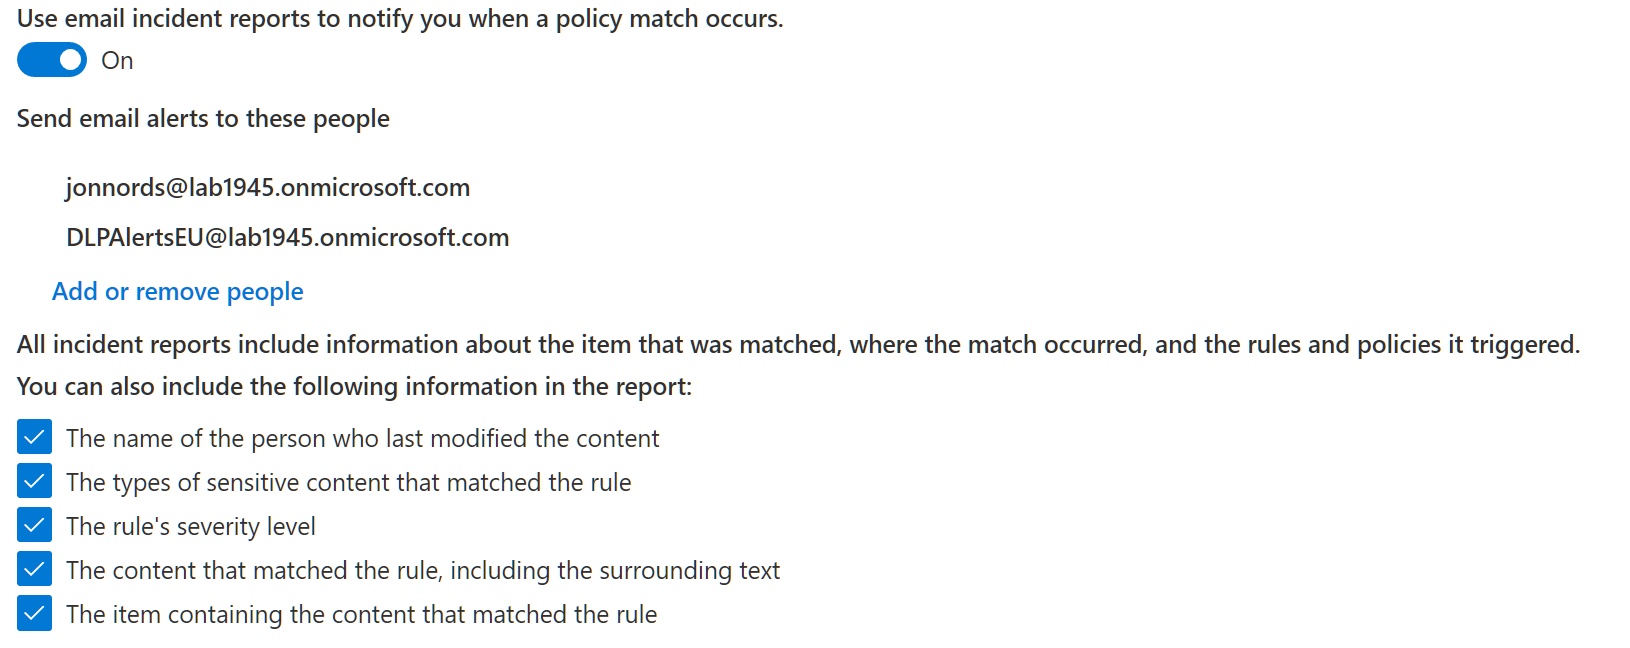 Use email incident reports to notify you when a policy match occurs.
On
Send email alerts to these people
jonnords@lab1945.onmicrosoft.com
DLPAlertsEU@lab1945.onmicrosoft.com
Add or remove people
All incident reports include information about the item that was matched, where the match occurred, and the rules and policies it triggered.
You can also include the following information in the report:
The name of the person who last modified the content
The types of sensitive content that matched the rule
The rule's severity level
The content that matched the rule, including the surrounding text
The item containing the content that matched the rule